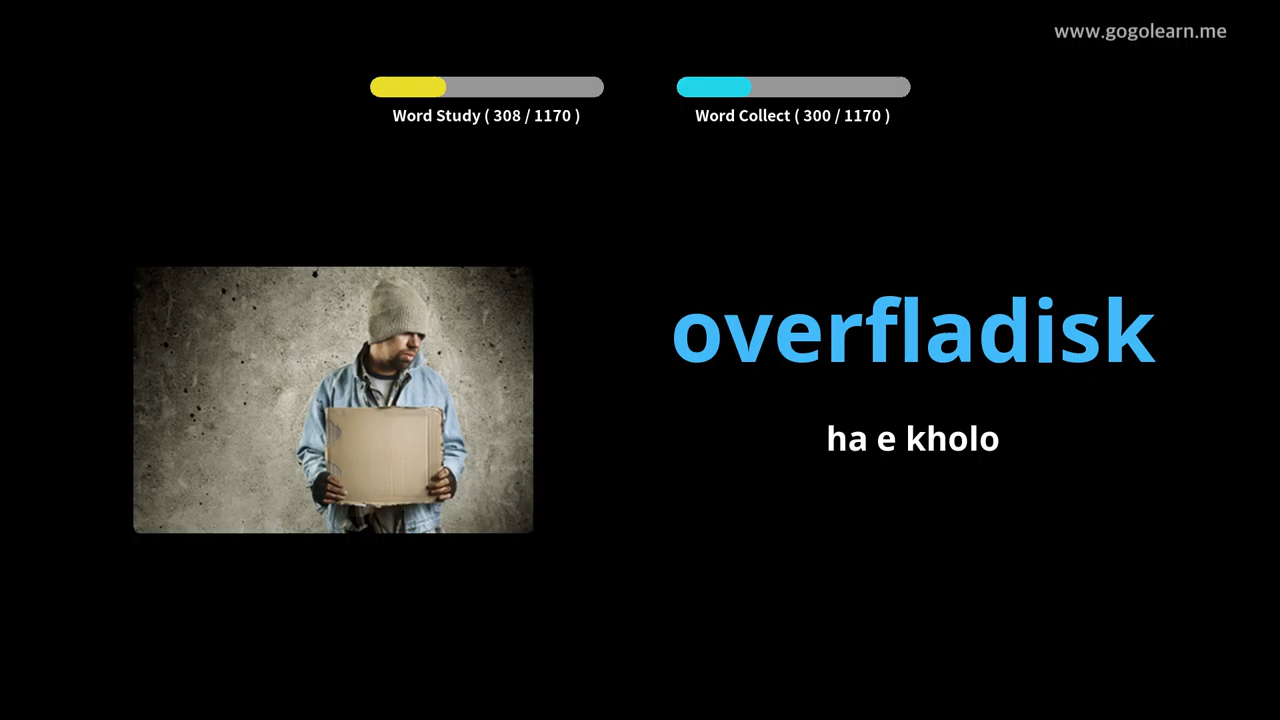 www.gogolearn.me
Word Study ( 308 / 1170 )
Word Collect ( 300 / 1170 )
overfladisk
ha e kholo